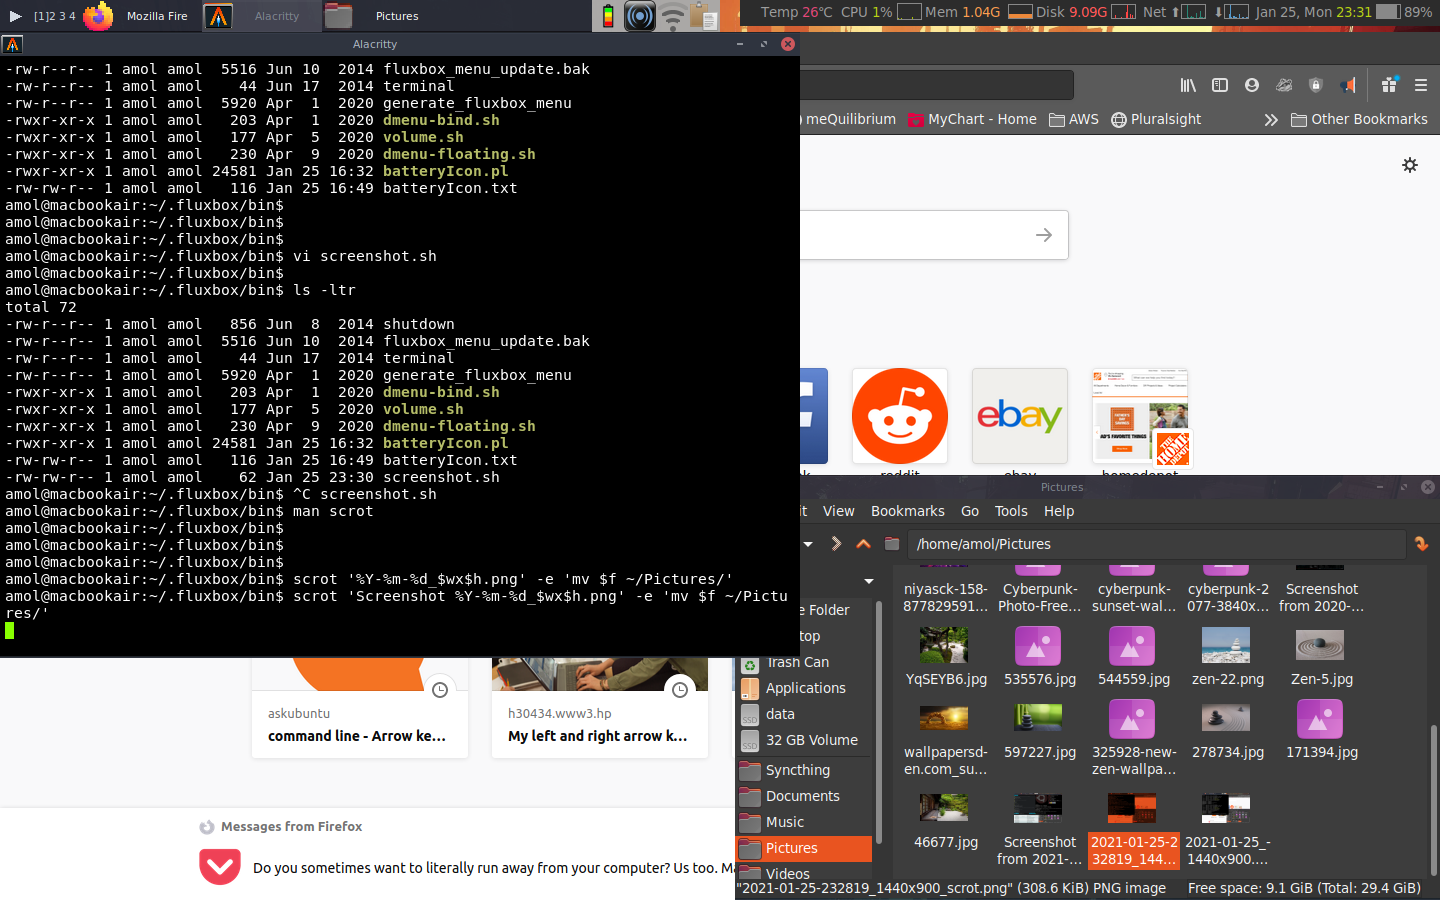 [1]2 3 4 Mozilla Fire Alacritty Pictures Temp 26°C CPU 1% Mem 1.04G Disk 9.09G Net Jan 25, Mon 23:31 89%
Alacritty
-rw-r--r-- 1 amol amol  5516 Jun 10  2014 fluxbox_menu_update.bak
-rw-r--r-- 1 amol amol    44 Jun 17  2014 terminal
-rw-r--r-- 1 amol amol  5920 Apr  1  2020 generate_fluxbox_menu
-rwxr-xr-x 1 amol amol   203 Apr  1  2020 dmenu-bind.sh
-rwxr-xr-x 1 amol amol   177 Apr  5  2020 volume.sh
-rwxr-xr-x 1 amol amol   230 Apr  9  2020 dmenu-floating.sh
-rwxr-xr-x 1 amol amol 24581 Jan 25 16:32 batteryIcon.pl
-rw-rw-r-- 1 amol amol   116 Jan 25 16:49 batteryIcon.txt
amol@macbookair:~/.fluxbox/bin$
amol@macbookair:~/.fluxbox/bin$
amol@macbookair:~/.fluxbox/bin$
amol@macbookair:~/.fluxbox/bin$ vi screenshot.sh
amol@macbookair:~/.fluxbox/bin$
amol@macbookair:~/.fluxbox/bin$ ls -ltr
total 72
-rw-r--r-- 1 amol amol   856 Jun  8  2014 shutdown
-rw-r--r-- 1 amol amol  5516 Jun 10  2014 fluxbox_menu_update.bak
-rw-r--r-- 1 amol amol    44 Jun 17  2014 terminal
-rw-r--r-- 1 amol amol  5920 Apr  1  2020 generate_fluxbox_menu
-rwxr-xr-x 1 amol amol   203 Apr  1  2020 dmenu-bind.sh
-rwxr-xr-x 1 amol amol   177 Apr  5  2020 volume.sh
-rwxr-xr-x 1 amol amol   230 Apr  9  2020 dmenu-floating.sh
-rwxr-xr-x 1 amol amol 24581 Jan 25 16:32 batteryIcon.pl
-rw-rw-r-- 1 amol amol   116 Jan 25 16:49 batteryIcon.txt
-rw-rw-r-- 1 amol amol    62 Jan 25 23:30 screenshot.sh
amol@macbookair:~/.fluxbox/bin$ ^C screenshot.sh
amol@macbookair:~/.fluxbox/bin$ man scrot
amol@macbookair:~/.fluxbox/bin$
amol@macbookair:~/.fluxbox/bin$
amol@macbookair:~/.fluxbox/bin$
amol@macbookair:~/.fluxbox/bin$ scrot '%Y-%m-%d_$wx$h.png' -e 'mv $f ~/Pictures/'
amol@macbookair:~/.fluxbox/bin$ scrot 'Screenshot %Y-%m-%d_$wx$h.png' -e 'mv $f ~/Pictu
res/'
meQuilibrium MyChart - Home AWS Pluralsight Other Bookmarks
reddit ebay homedepot
THE HOME DEPOT
askubuntu
command line - Arrow ke...
h30434.www3.hp
My left and right arrow k...
Messages from Firefox
Do you sometimes want to literally run away from your computer? Us too.
Pictures
it View Bookmarks Go Tools Help
/home/amol/Pictures
e Folder
top
Trash Can
Applications
data
32 GB Volume
Syncthing
Documents
Music
Pictures
Videos
niyasck-158-
877829591...
Cyberpunk-
Photo-Free...
cyberpunk-
sunset-wal...
cyberpunk-2
077-3840x...
Screenshot
from 2020-...
YqSEYB6.jpg
535576.jpg
544559.jpg
zen-22.png
Zen-5.jpg
wallpapersd-
en.com_su...
597227.jpg
325928-new-
zen-wallpa...
278734.jpg
171394.jpg
46677.jpg
Screenshot
from 2021-...
2021-01-25-2
32819_144...
2021-01-25_-
1440x900....
"2021-01-25-232819_1440x900_scrot.png" (308.6 KiB) PNG image Free space: 9.1 GiB (Total: 29.4 GiB)